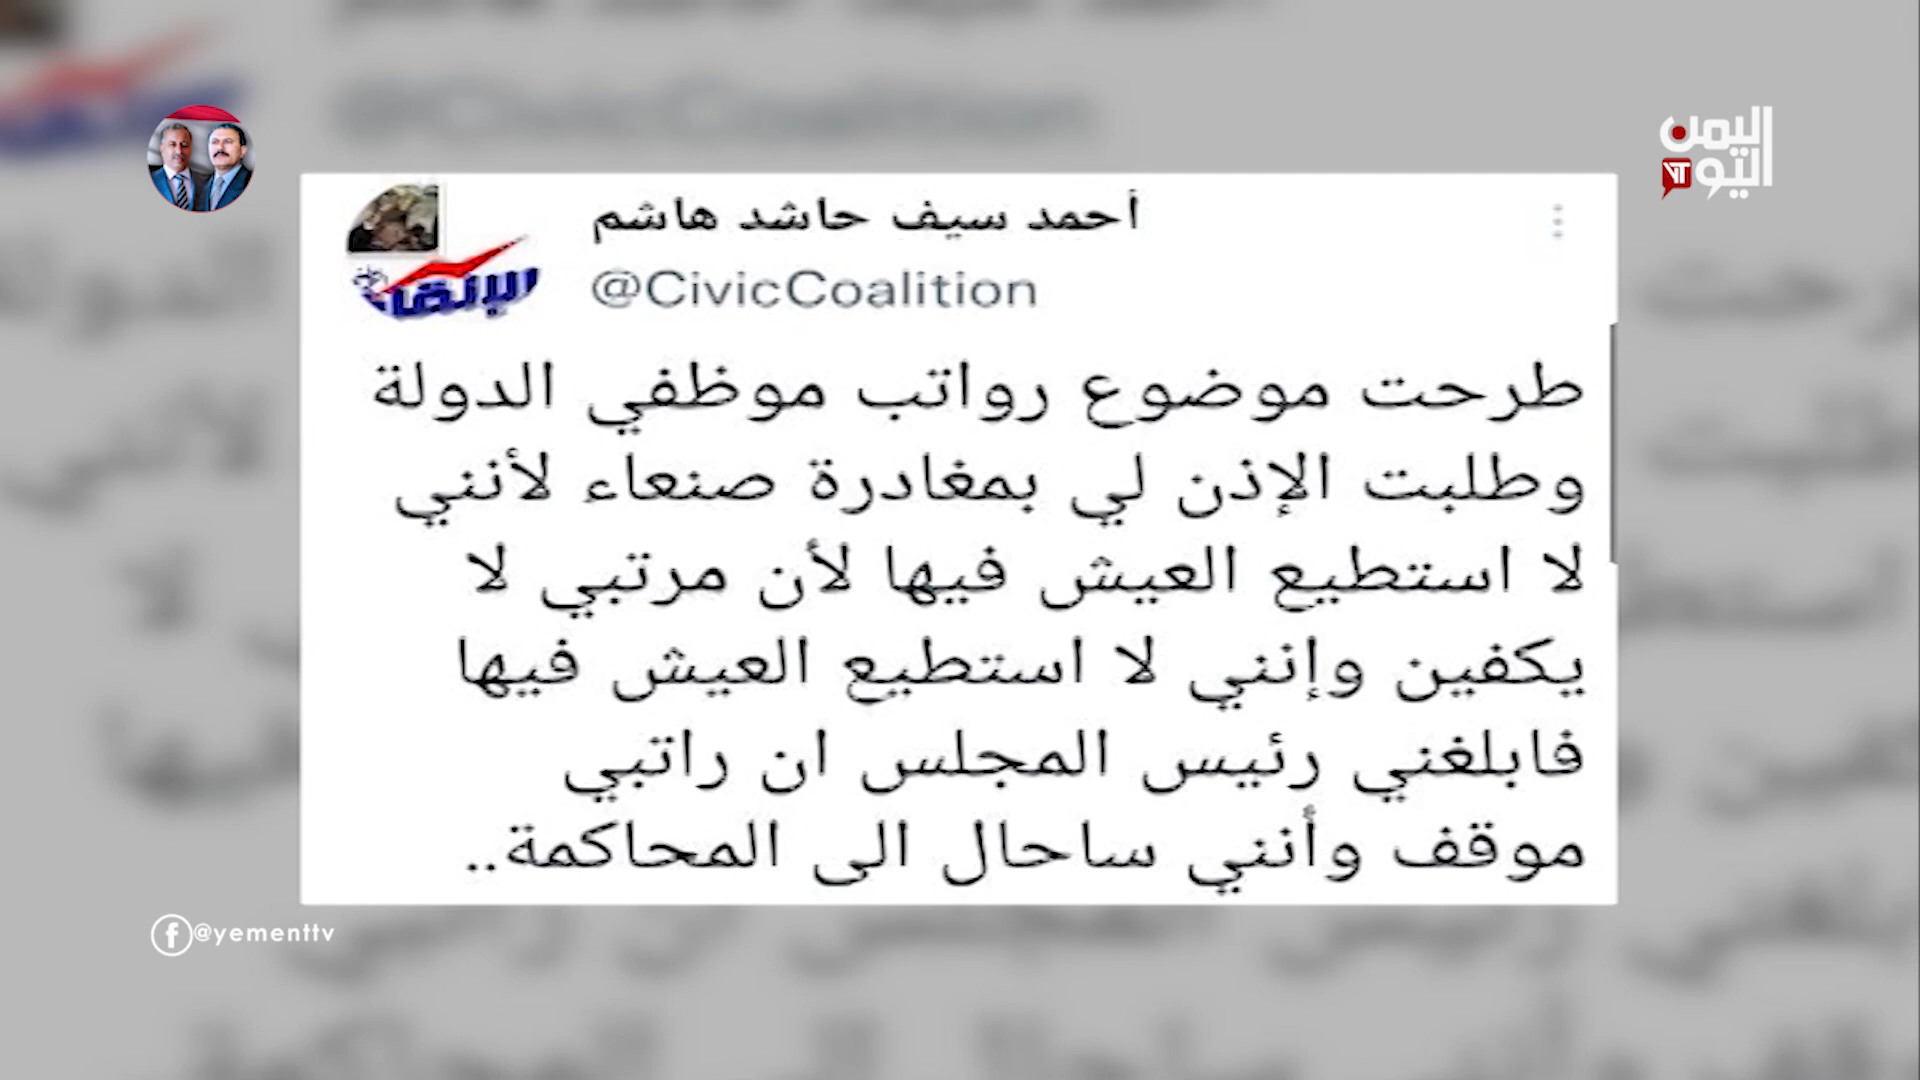 اليمن
اليوم
YT
أحمد سيف حاشد هاشم
@CivicCoalition
الإنقاذ
طرحت موضوع رواتب موظفي الدولة
وطلبت الإذن لي بمغادرة صنعاء لأنني
لا استطيع العيش فيها لأن مرتبي لا
يكفين وإنني لا استطيع العيش فيها
فابلغني رئيس المجلس ان راتبي
موقف وأنني ساحال الى المحاكمة..
@yementtv